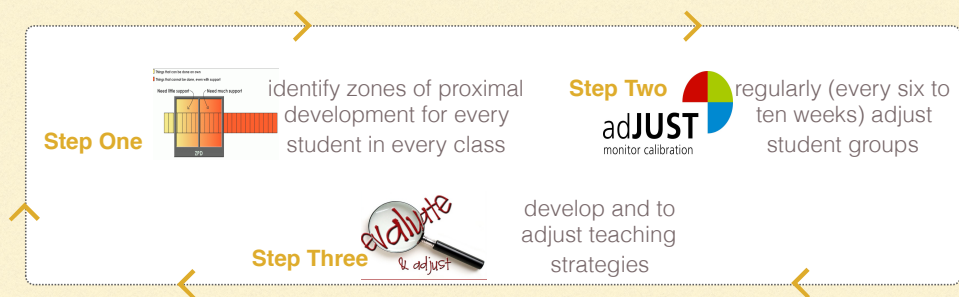 Step One
Things that can be done on own
Things that cannot be done, even with support
Need little support
Need much support
ZPD
identify zones of proximal
development for every
student in every class
Step Two
adJUST
monitor calibration
regularly (every six to
ten weeks) adjust
student groups
Step Three
evaluate
& adjust
develop and to
adjust teaching
strategies